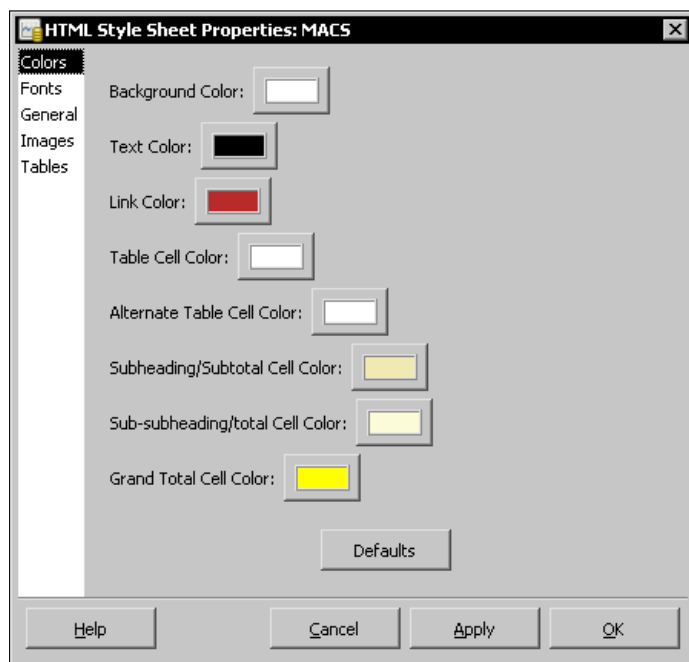 HTML Style Sheet Properties: MACS
Colors
Fonts
General
Images
Tables
Background Color:
Text Color:
Link Color:
Table Cell Color:
Alternate Table Cell Color:
Subheading/Subtotal Cell Color:
Sub-subheading/total Cell Color:
Grand Total Cell Color:
Defaults
Help
Cancel
Apply
OK